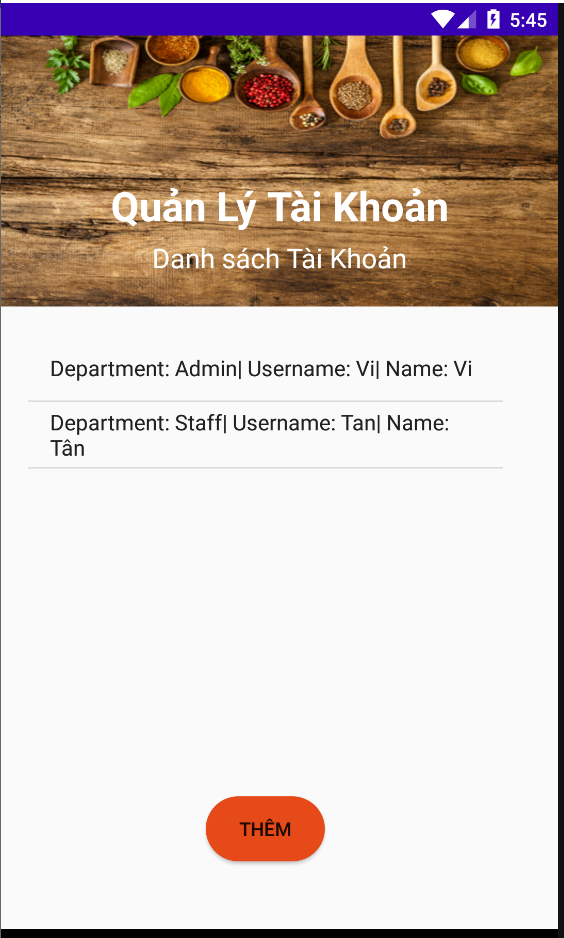 5:45
Quản Lý Tài Khoản
Danh sách Tài Khoản
Department: Admin| Username: Vi| Name: Vi
Department: Staff| Username: Tan| Name:
Tân
THÊM